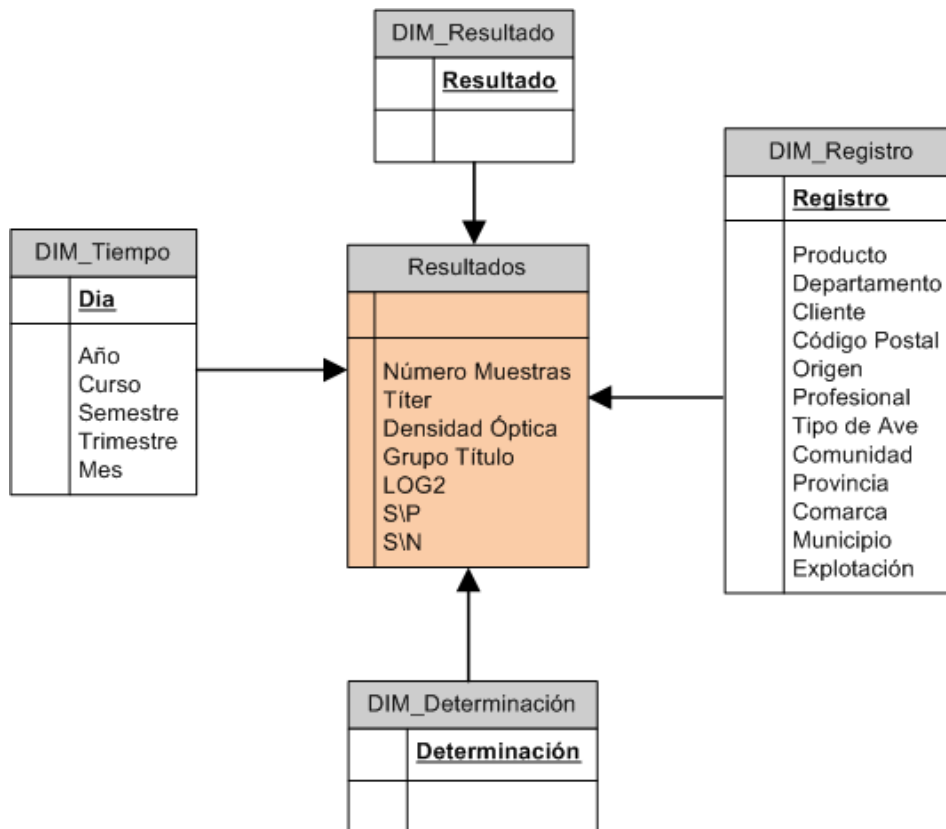 DIM_Resultado
Resultado
DIM_Registro
Registro
Producto
Departamento
Cliente
Código Postal
Origen
Profesional
Tipo de Ave
Comunidad
Provincia
Comarca
Municipio
Explotación
DIM_Tiempo
Dia
Año
Curso
Semestre
Trimestre
Mes
Resultados
Número Muestras
Títer
Densidad Óptica
Grupo Título
LOG2
S\P
S\N
DIM_Determinación
Determinación